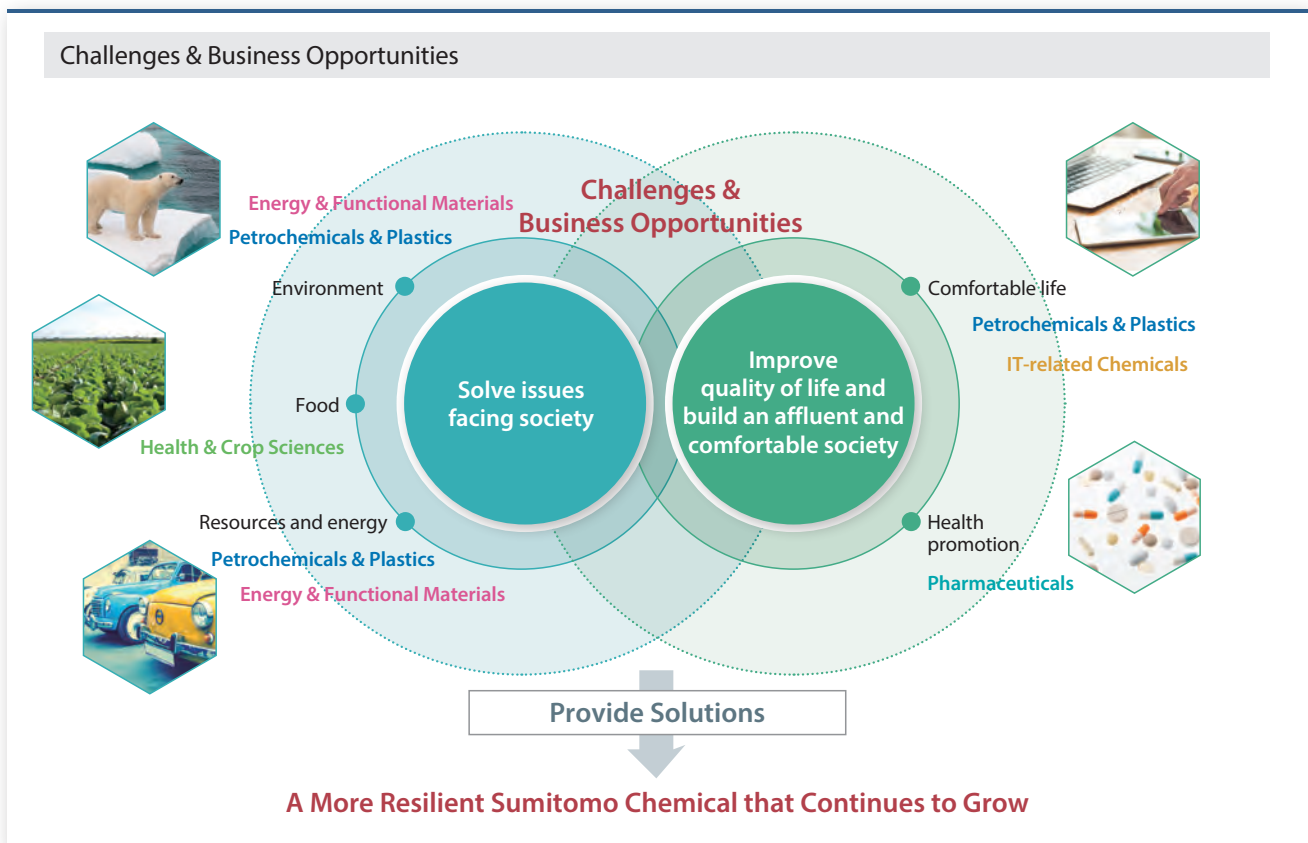 Challenges & Business Opportunities
Challenges &
Business Opportunities
Energy & Functional Materials
Petrochemicals & Plastics
Environment
Food
Health & Crop Sciences
Resources and energy
Petrochemicals & Plastics
Energy & Functional Materials
Solve issues
facing society
Improve
quality of life and
build an affluent and
comfortable society
Comfortable life
Petrochemicals & Plastics
IT-related Chemicals
Health
promotion
Pharmaceuticals
Provide Solutions
A More Resilient Sumitomo Chemical that Continues to Grow